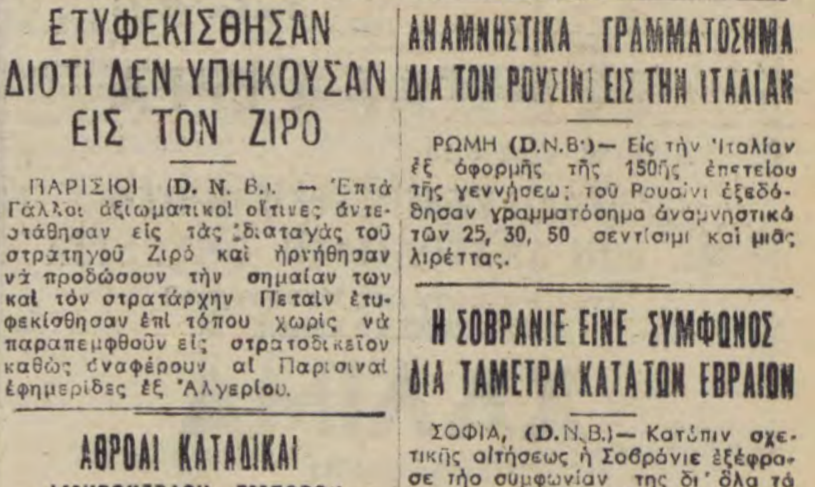 ΕΤΥΦΕΚΙΣΘΗΣΑΝ
ΔΙΟΤΙ ΔΕΝ ΥΠΗΚΟΥΣΑΝ
ΕΙΣ ΤΟΝ ΖΙΡΟ
ΠΑΡΙΣΙΟΙ (D. N. B.). — Ἑπτὰ
Γάλλοι ἀξιωματικοὶ οἵτινες ἀντε-
στάθησαν εἰς τὰς διαταγὰς τοῦ
στρατηγοῦ Ζιρὸ καὶ ἠρνήθησαν
νὰ προδώσουν τὴν σημαίαν των
καὶ τὸν στρατάρχην Πεταὶν ἐτυ-
φεκίσθησαν ἐπὶ τόπου χωρὶς νὰ
παραπεμφθοῦν εἰς στρατοδικεῖον
καθὼς ἀναφέρουν αἱ Παρισιναὶ
ἐφημερίδες ἐξ Ἀλγερίου.
ΑΘΡΟΑΙ ΚΑΤΑΔΙΚΑΙ
ΑΝΑΜΝΗΣΤΙΚΑ ΓΡΑΜΜΑΤΟΣΗΜΑ
ΔΙΑ ΤΟΝ ΡΟΥΣΙΝΙ ΕΙΣ ΤΗΝ ΙΤΑΛΙΑΝ
ΡΩΜΗ (D.N.B.)— Εἰς τὴν Ἰταλίαν
ἐξ ἀφορμῆς τῆς 150ῆς ἐπετείου
τῆς γεννήσεως τοῦ Ρουσίνι ἐξεδό-
θησαν γραμματόσημα ἀναμνηστικὰ
τῶν 25, 30, 50 σεντίσιμι καὶ μιᾶς
λιρέττας.
Η ΣΟΒΡΑΝΙΕ ΕΙΝΕ ΣΥΜΦΩΝΟΣ
ΔΙΑ ΤΑ ΜΕΤΡΑ ΚΑΤΑ ΤΩΝ ΕΒΡΑΙΩΝ
ΣΟΦΙΑ, (D.N.B.)— Κατόπιν σχε-
τικῆς αἰτήσεως ἡ Σοβράνιε ἐξέφρα-
σε τὴο συμφωνίαν της δι' ὅλα τὰ